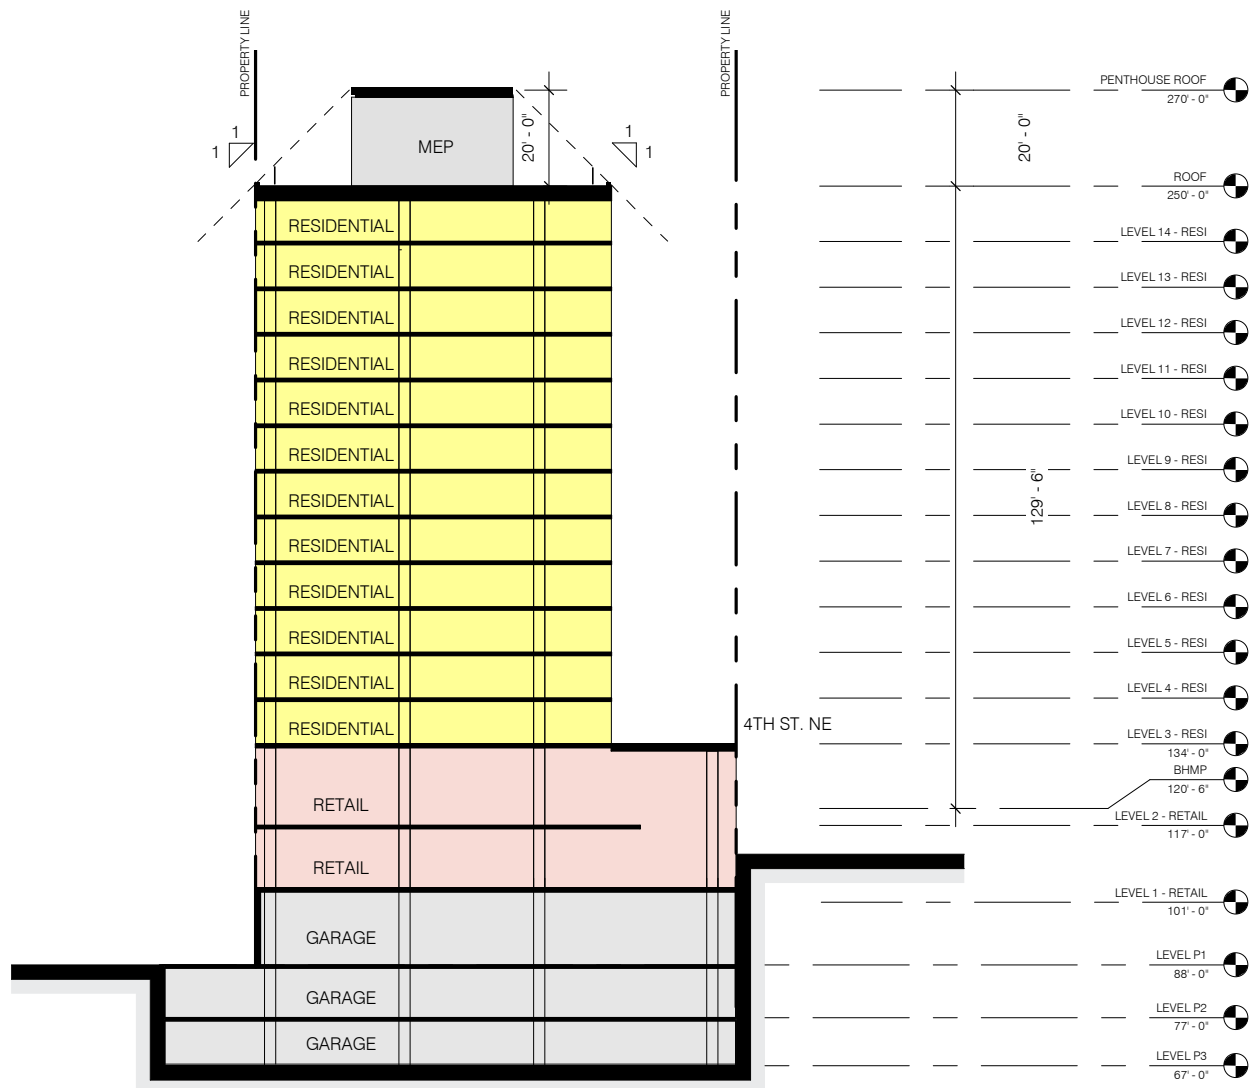 PROPERTY LINE
PROPERTY LINE
PENTHOUSE ROOF
270' - 0"
20' - 0"
20' - 0"
1
1
1
1
MEP
ROOF
250' - 0"
RESIDENTIAL
LEVEL 14 - RESI
RESIDENTIAL
LEVEL 13 - RESI
RESIDENTIAL
LEVEL 12 - RESI
RESIDENTIAL
LEVEL 11 - RESI
RESIDENTIAL
LEVEL 10 - RESI
RESIDENTIAL
LEVEL 9 - RESI
129' - 6"
RESIDENTIAL
LEVEL 8 - RESI
RESIDENTIAL
LEVEL 7 - RESI
RESIDENTIAL
LEVEL 6 - RESI
RESIDENTIAL
LEVEL 5 - RESI
RESIDENTIAL
LEVEL 4 - RESI
RESIDENTIAL
4TH ST. NE
LEVEL 3 - RESI
134' - 0"
BHMP
120' - 6"
RETAIL
LEVEL 2 - RETAIL
117' - 0"
RETAIL
LEVEL 1 - RETAIL
101' - 0"
GARAGE
LEVEL P1
88' - 0"
GARAGE
LEVEL P2
77' - 0"
GARAGE
LEVEL P3
67' - 0"